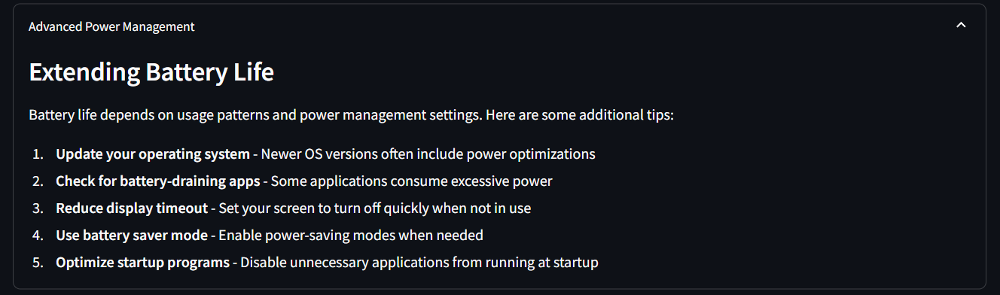 Advanced Power Management
Extending Battery Life
Battery life depends on usage patterns and power management settings. Here are some additional tips:
1. Update your operating system - Newer OS versions often include power optimizations
2. Check for battery-draining apps - Some applications consume excessive power
3. Reduce display timeout - Set your screen to turn off quickly when not in use
4. Use battery saver mode - Enable power-saving modes when needed
5. Optimize startup programs - Disable unnecessary applications from running at startup